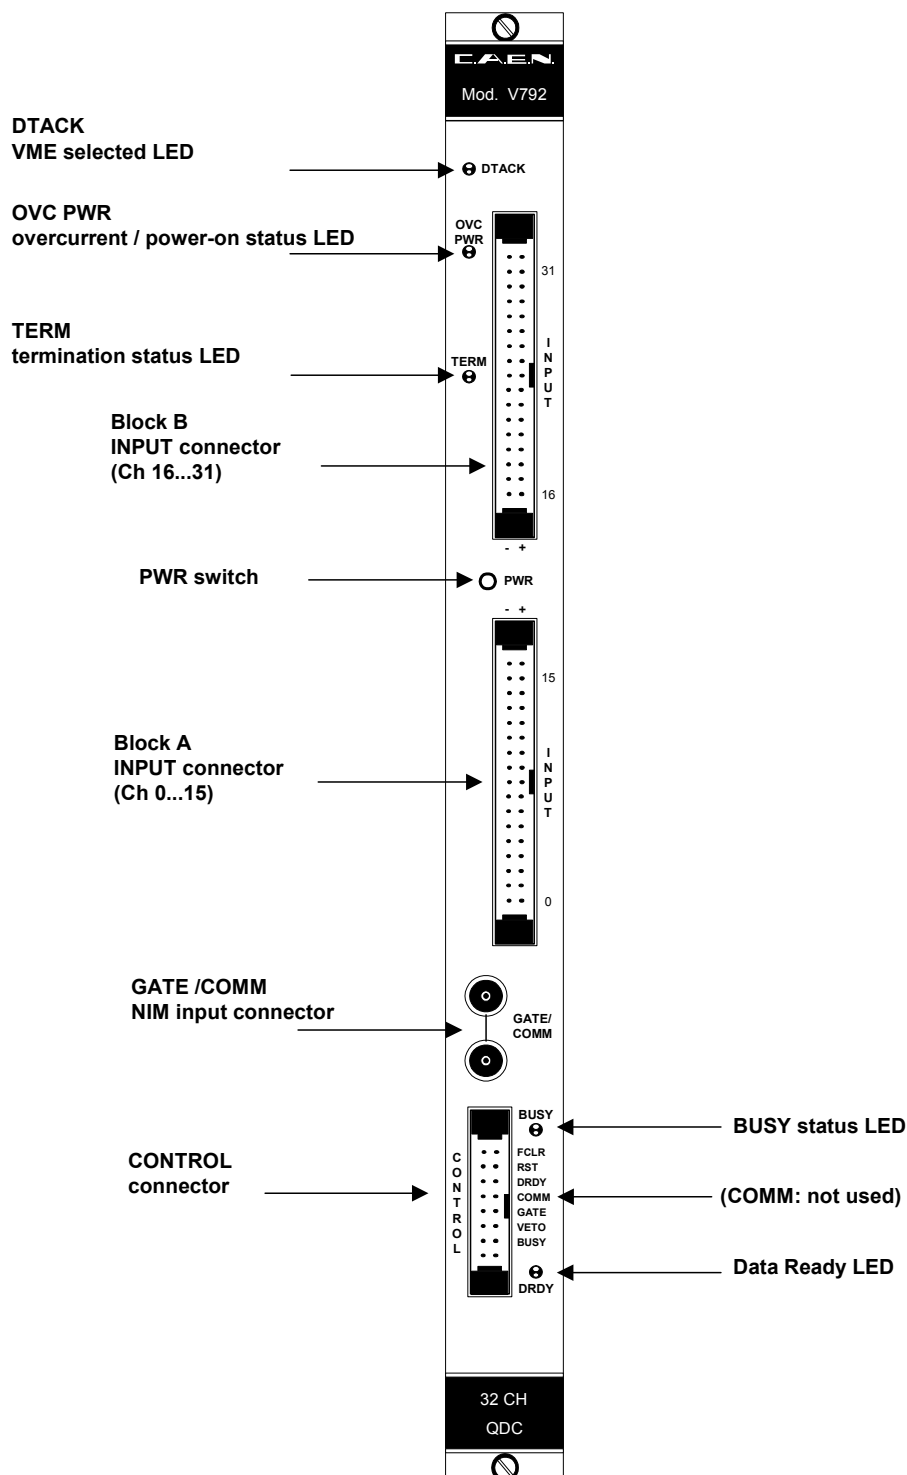 C.A.E.N.
Mod. V792
DTACK
VME selected LED
DTACK
OVC PWR
overcurrent / power-on status LED
OVC
PWR
31
TERM
termination status LED
TERM
INPUT
Block B
INPUT connector
(Ch 16...31)
16
- +
PWR switch
PWR
- +
15
Block A
INPUT connector
(Ch 0...15)
INPUT
0
GATE /COMM
NIM input connector
GATE/
COMM
BUSY
BUSY status LED
CONTROL
connector
CONTROL
FCLR
RST
DRDY
COMM
GATE
VETO
BUSY
(COMM: not used)
Data Ready LED
DRDY
32 CH
QDC